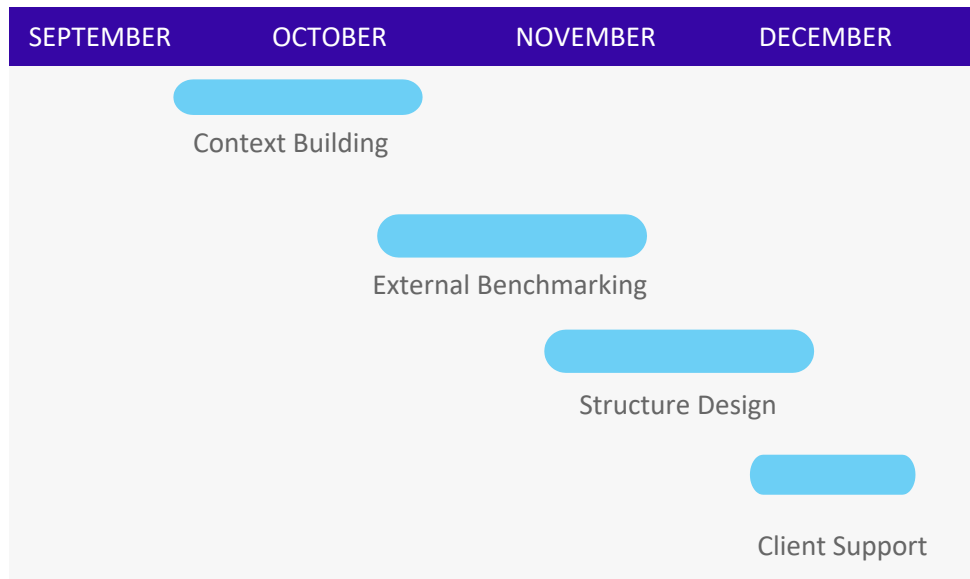 SEPTEMBER OCTOBER NOVEMBER DECEMBER
Context Building
External Benchmarking
Structure Design
Client Support